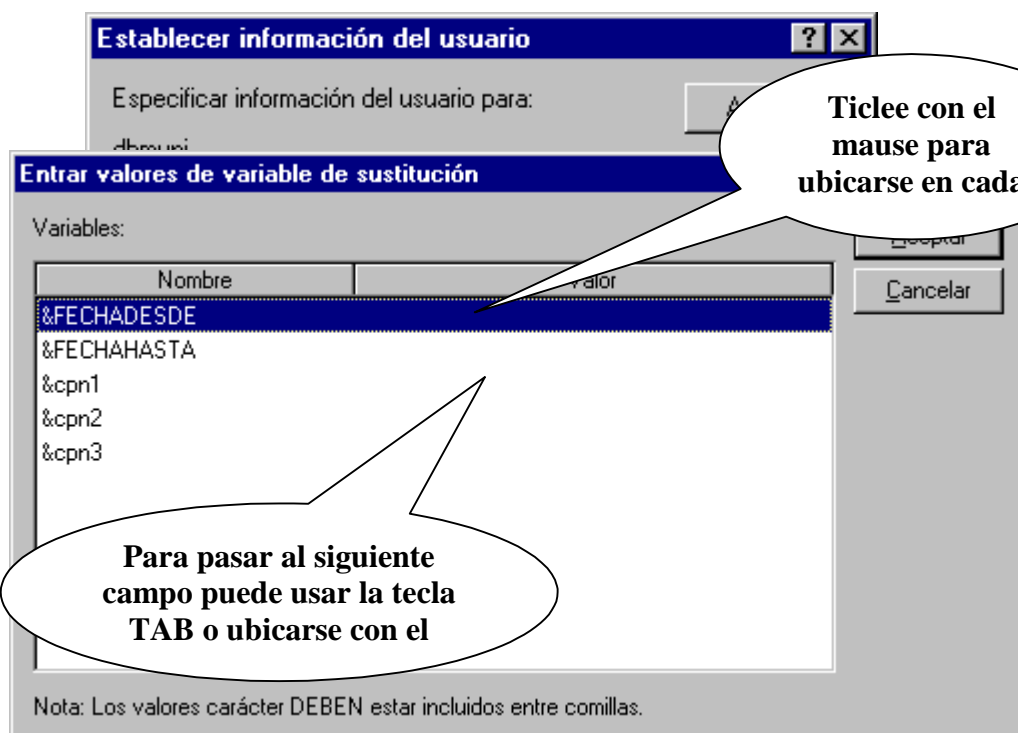 Establecer información del usuario
Especificar información del usuario para:
Ticlee con el
mause para
ubicarse en cada
Entrar valores de variable de sustitución
Variables:
Nombre
Cancelar
&FECHADESDE
&FECHAHASTA
&cpn1
&cpn2
&cpn3
Para pasar al siguiente
campo puede usar la tecla
TAB o ubicarse con el
Nota: Los valores carácter DEBEN estar incluidos entre comillas.